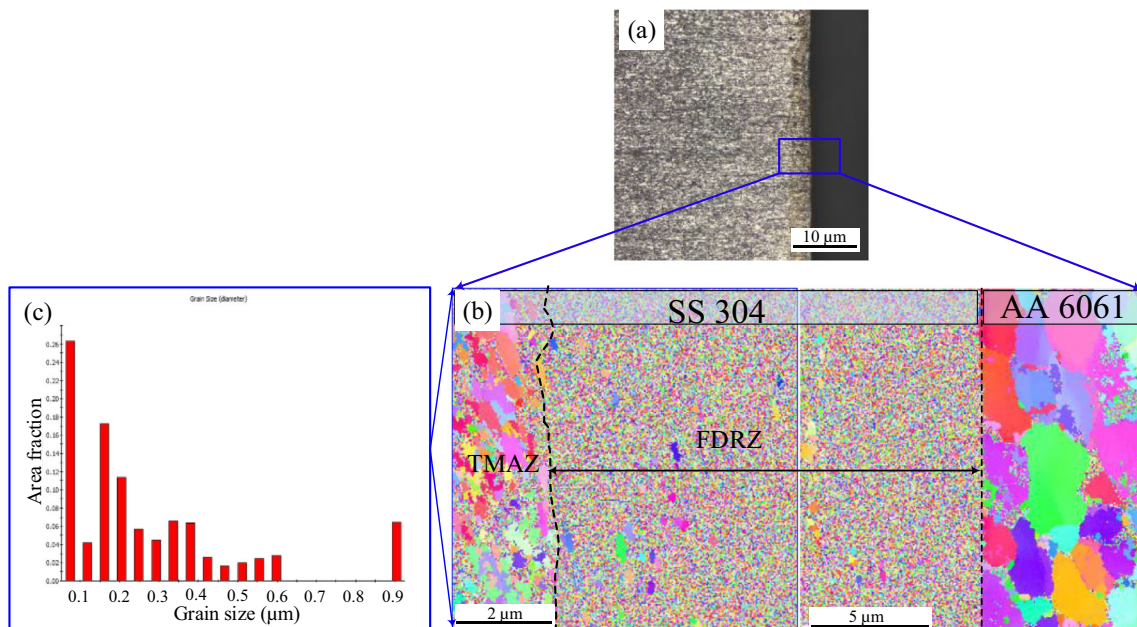 (a)
10 µm
(c)
Grain Size (diameter)
0.26
0.24
0.22
0.20
0.18
0.16
0.14
0.12
0.10
0.08
0.06
0.04
0.02
0.00
Area fraction
0.1 0.2 0.3 0.4 0.5 0.6 0.7 0.8 0.9
Grain size (µm)
(b)
SS 304
AA 6061
TMAZ
FDRZ
2 µm
5 µm